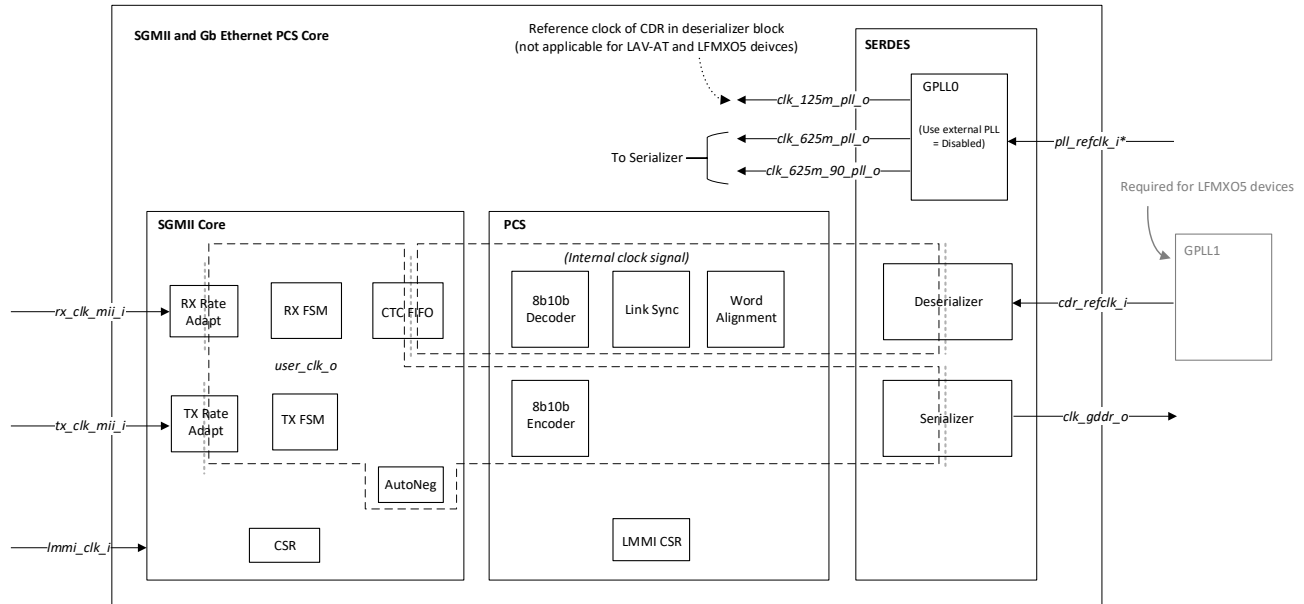 SGMII and Gb Ethernet PCS Core
Reference clock of CDR in deserializer block
(not applicable for LAV-AT and LFMXO5 deivces)
SERDES
GPLL0
(Use external PLL
= Disabled)
clk_125m_pll_o
clk_625m_pll_o
To Serializer
clk_625m_90_pll_o
pll_refclk_i*
Required for LFMXO5 devices
GPLL1
SGMII Core
PCS
(Internal clock signal)
rx_clk_mii_i
RX Rate
Adapt
RX FSM
CTC FIFO
8b10b
Decoder
Link Sync
Word
Alignment
Deserializer
cdr_refclk_i
user_clk_o
tx_clk_mii_i
TX Rate
Adapt
TX FSM
8b10b
Encoder
Serializer
clk_gddr_o
AutoNeg
lmmi_clk_i
CSR
LMMI CSR